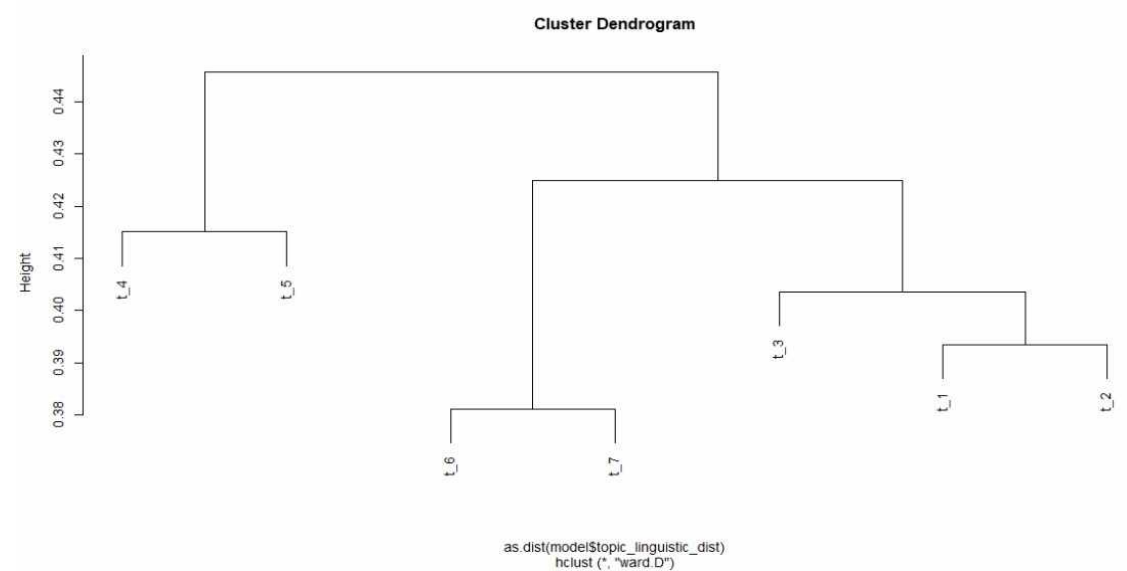 Cluster Dendrogram
Height
0.44
0.43
0.42
0.41
0.40
0.39
0.38
t_4
t_5
t_6
t_7
t_3
t_1
t_2
as.dist(model$topic_linguistic_dist)
hclust (*, "ward.D")